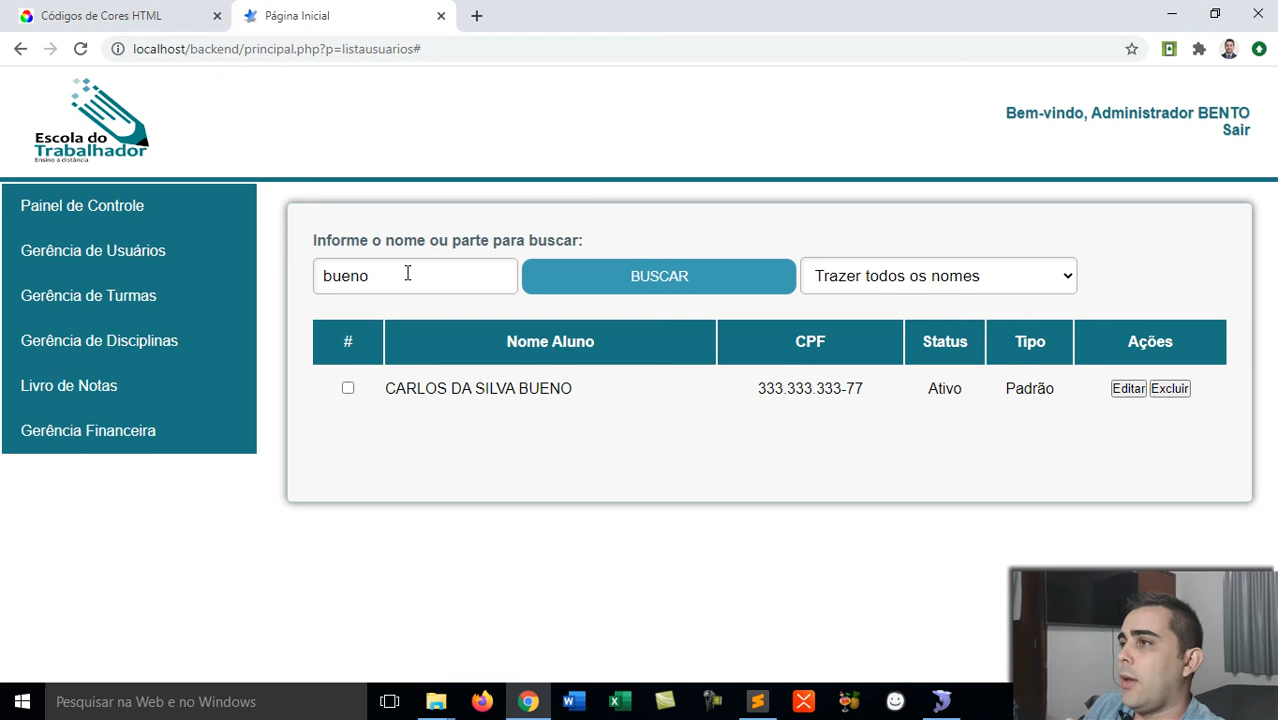 Códigos de Cores HTML
Página Inicial
localhost/backend/principal.php?p=listausuarios#
Escola do
Trabalhador
Ensino a distância
Bem-vindo, Administrador BENTO
Sair
Painel de Controle
Gerência de Usuários
Gerência de Turmas
Gerência de Disciplinas
Livro de Notas
Gerência Financeira
Informe o nome ou parte para buscar:
bueno BUSCAR Trazer todos os nomes
# Nome Aluno CPF Status Tipo Ações
CARLOS DA SILVA BUENO 333.333.333-77 Ativo Padrão Editar Excluir
Pesquisar na Web e no Windows